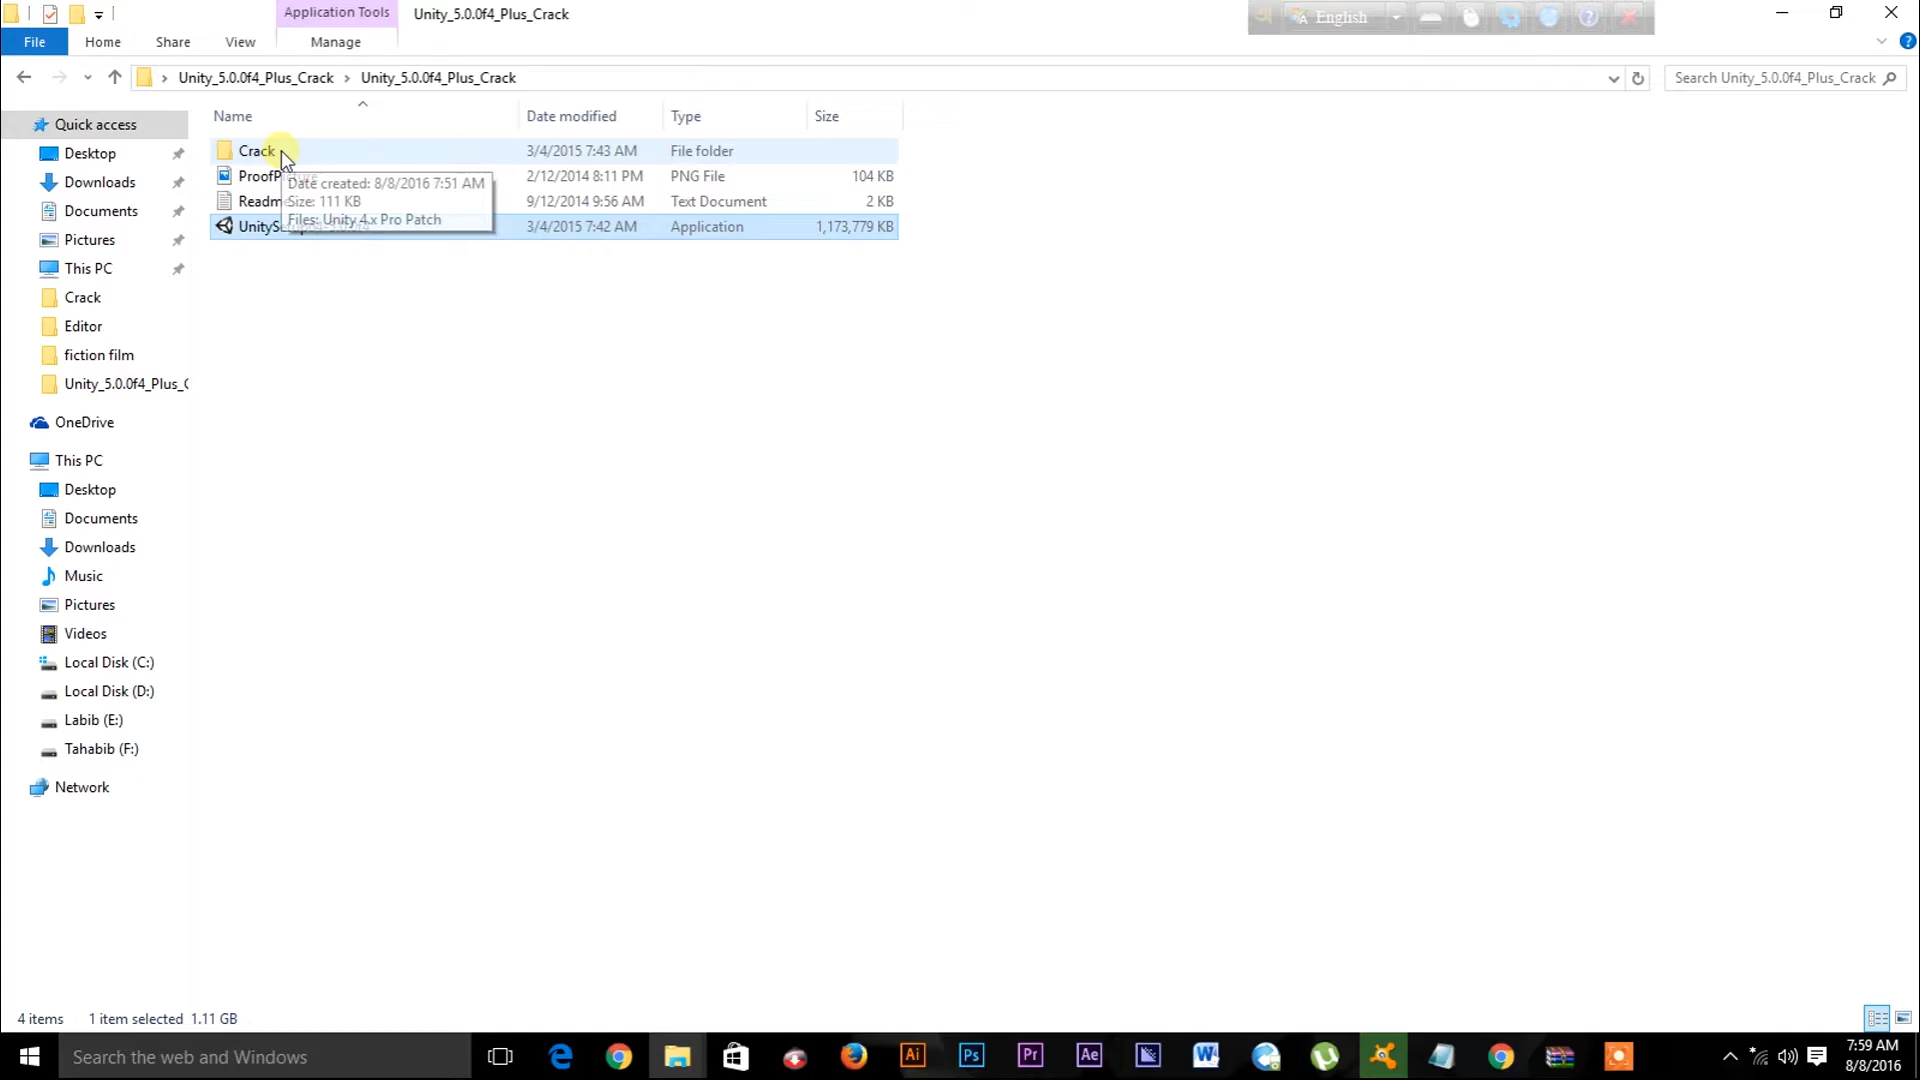 Application Tools
Unity_5.0.0f4_Plus_Crack
English
File
Home
Share
View
Manage
Unity_5.0.0f4_Plus_Crack
Unity_5.0.0f4_Plus_Crack
Search Unity_5.0.0f4_Plus_Crack
Name
Date modified
Type
Size
Crack
3/4/2015 7:43 AM
File folder
2/12/2014 8:11 PM
PNG File
104 KB
9/12/2014 9:56 AM
Text Document
2 KB
3/4/2015 7:42 AM
Application
1,173,779 KB
Date created: 8/8/2016 7:51 AM
Size: 111 KB
Files: Unity 4.x Pro Patch
Quick access
Desktop
Downloads
Documents
Pictures
This PC
Crack
Editor
fiction film
Unity_5.0.0f4_Plus_C
OneDrive
This PC
Desktop
Documents
Downloads
Music
Pictures
Videos
Local Disk (C:)
Local Disk (D:)
Labib (E:)
Tahabib (F:)
Network
4 items
1 item selected 1.11 GB
Search the web and Windows
Ai
Ps
Pr
Ae
7:59 AM
8/8/2016